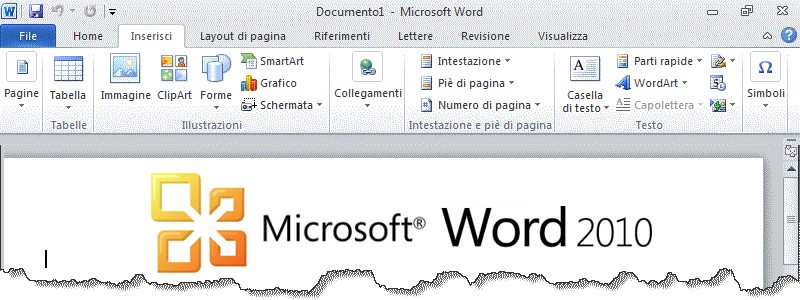 Documento1 - Microsoft Word
File Home Inserisci Layout di pagina Riferimenti Lettere Revisione Visualizza
Pagine
Tabella
Tabelle
Immagine ClipArt Forme
SmartArt
Grafico
Schermata
Illustrazioni
Collegamenti
Intestazione
Piè di pagina
Numero di pagina
Intestazione e piè di pagina
Casella di testo
Parti rapide
WordArt
Capolettera
Testo
Simboli
Microsoft® Word 2010